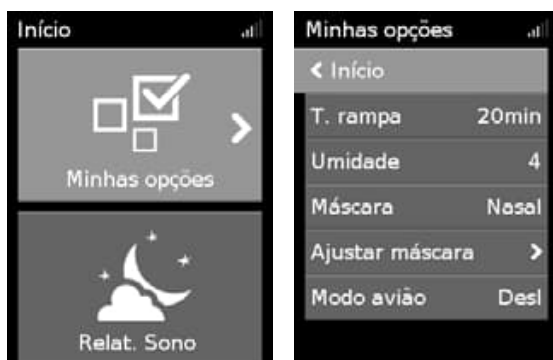 Início
Minhas opções
Relat. Sono
Minhas opções
Início
T. rampa 20min
Umidade 4
Máscara Nasal
Ajustar máscara
Modo avião Desl